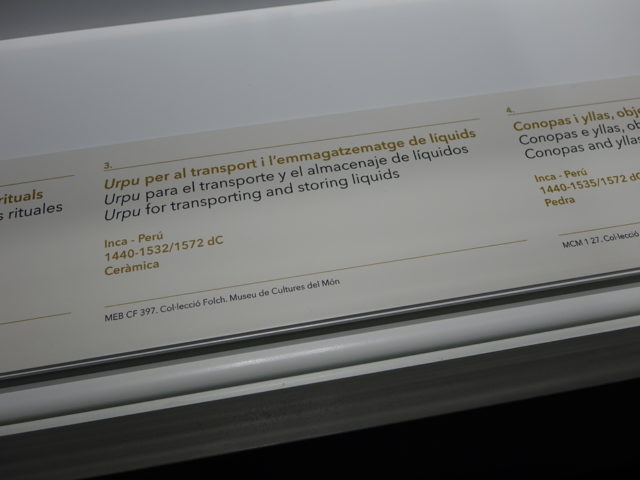 rituals
s rituales
3.
Urpu per al transport i l'emmagatzematge de líquids
Urpu para el transporte y el almacenaje de líquidos
Urpu for transporting and storing liquids
Inca - Perú
1440-1532/1572 dC
Ceràmica
MEB CF 397. Col·lecció Folch. Museu de Cultures del Món
4.
Conopas i yllas, obje
Conopas e yllas, ob
Conopas and yllas
Inca - Perú
1440-1535/1572 d
Pedra
MCM 1 27. Col·lecció